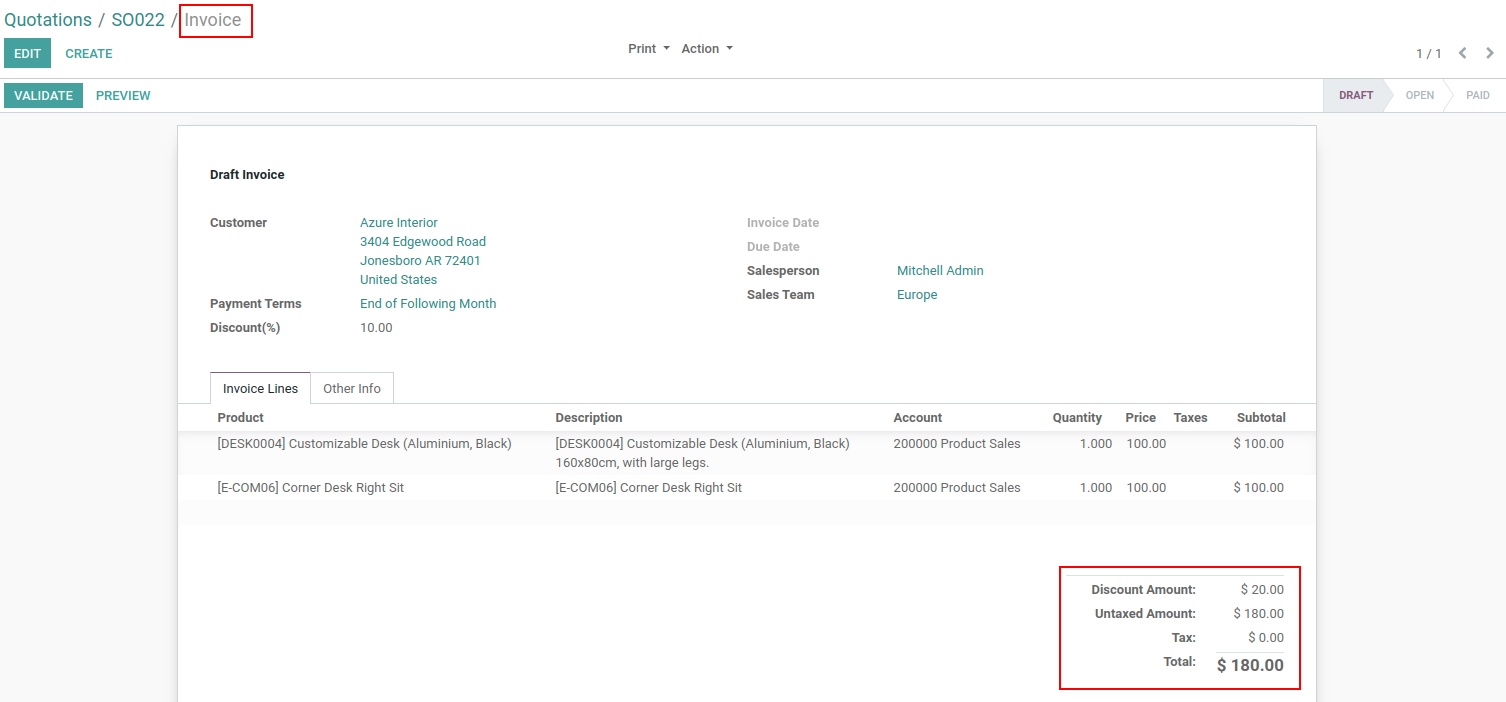 Quotations / SO022 / Invoice
EDIT CREATE Print Action 1 / 1
VALIDATE PREVIEW DRAFT OPEN PAID
Draft Invoice
Customer Azure Interior Invoice Date
3404 Edgewood Road Due Date
Jonesboro AR 72401 Salesperson Mitchell Admin
United States Sales Team Europe
Payment Terms End of Following Month
Discount(%) 10.00
Invoice Lines Other Info
Product Description Account Quantity Price Taxes Subtotal
[DESK0004] Customizable Desk (Aluminium, Black) [DESK0004] Customizable Desk (Aluminium, Black) 200000 Product Sales 1.000 100.00 $ 100.00
160x80cm, with large legs.
[E-COM06] Corner Desk Right Sit [E-COM06] Corner Desk Right Sit 200000 Product Sales 1.000 100.00 $ 100.00
Discount Amount: $ 20.00
Untaxed Amount: $ 180.00
Tax: $ 0.00
Total: $ 180.00